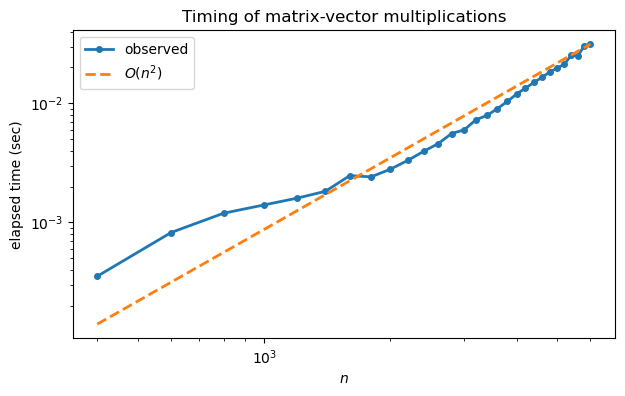 Timing of matrix-vector multiplications
observed
O(n²)
10⁻²
10⁻³
elapsed time (sec)
10³
n